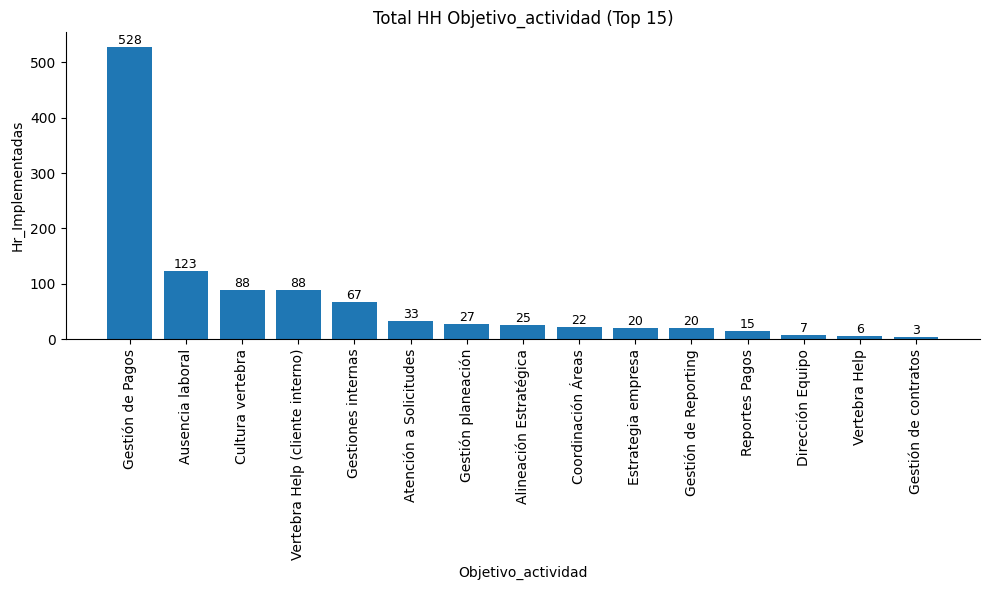 Total HH Objetivo_actividad (Top 15)
Hr_Implementadas
500
400
300
200
100
0
528
123
88
88
67
33
27
25
22
20
20
15
7
6
3
Gestión de Pagos
Ausencia laboral
Cultura vertebra
Vertebra Help (cliente interno)
Gestiones internas
Atención a Solicitudes
Gestión planeación
Alineación Estratégica
Coordinación Áreas
Estrategia empresa
Gestión de Reporting
Reportes Pagos
Dirección Equipo
Vertebra Help
Gestión de contratos
Objetivo_actividad